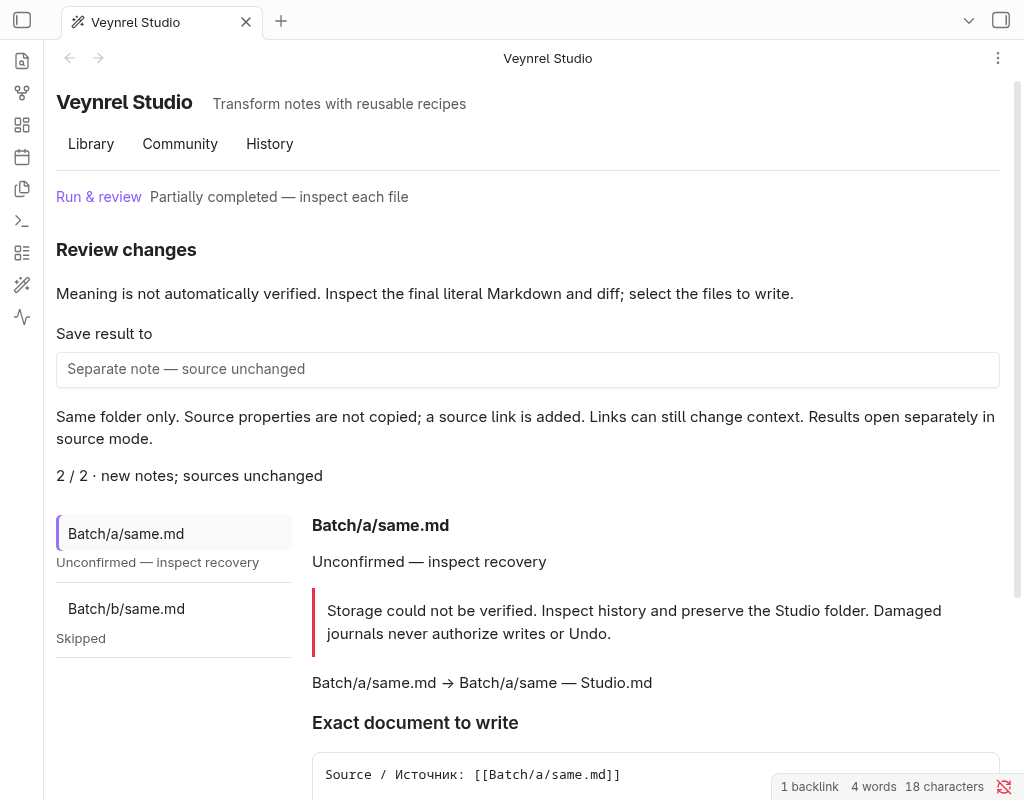 Veynrel Studio
Veynrel Studio
Veynrel Studio Transform notes with reusable recipes
Library Community History
Run & review Partially completed — inspect each file
Review changes
Meaning is not automatically verified. Inspect the final literal Markdown and diff; select the files to write.
Save result to
Separate note — source unchanged
Same folder only. Source properties are not copied; a source link is added. Links can still change context. Results open separately in
source mode.
2 / 2 · new notes; sources unchanged
Batch/a/same.md
Unconfirmed — inspect recovery
Batch/b/same.md
Skipped
Batch/a/same.md
Unconfirmed — inspect recovery
Storage could not be verified. Inspect history and preserve the Studio folder. Damaged
journals never authorize writes or Undo.
Batch/a/same.md → Batch/a/same — Studio.md
Exact document to write
Source / Источник: [[Batch/a/same.md]]
1 backlink 4 words 18 characters